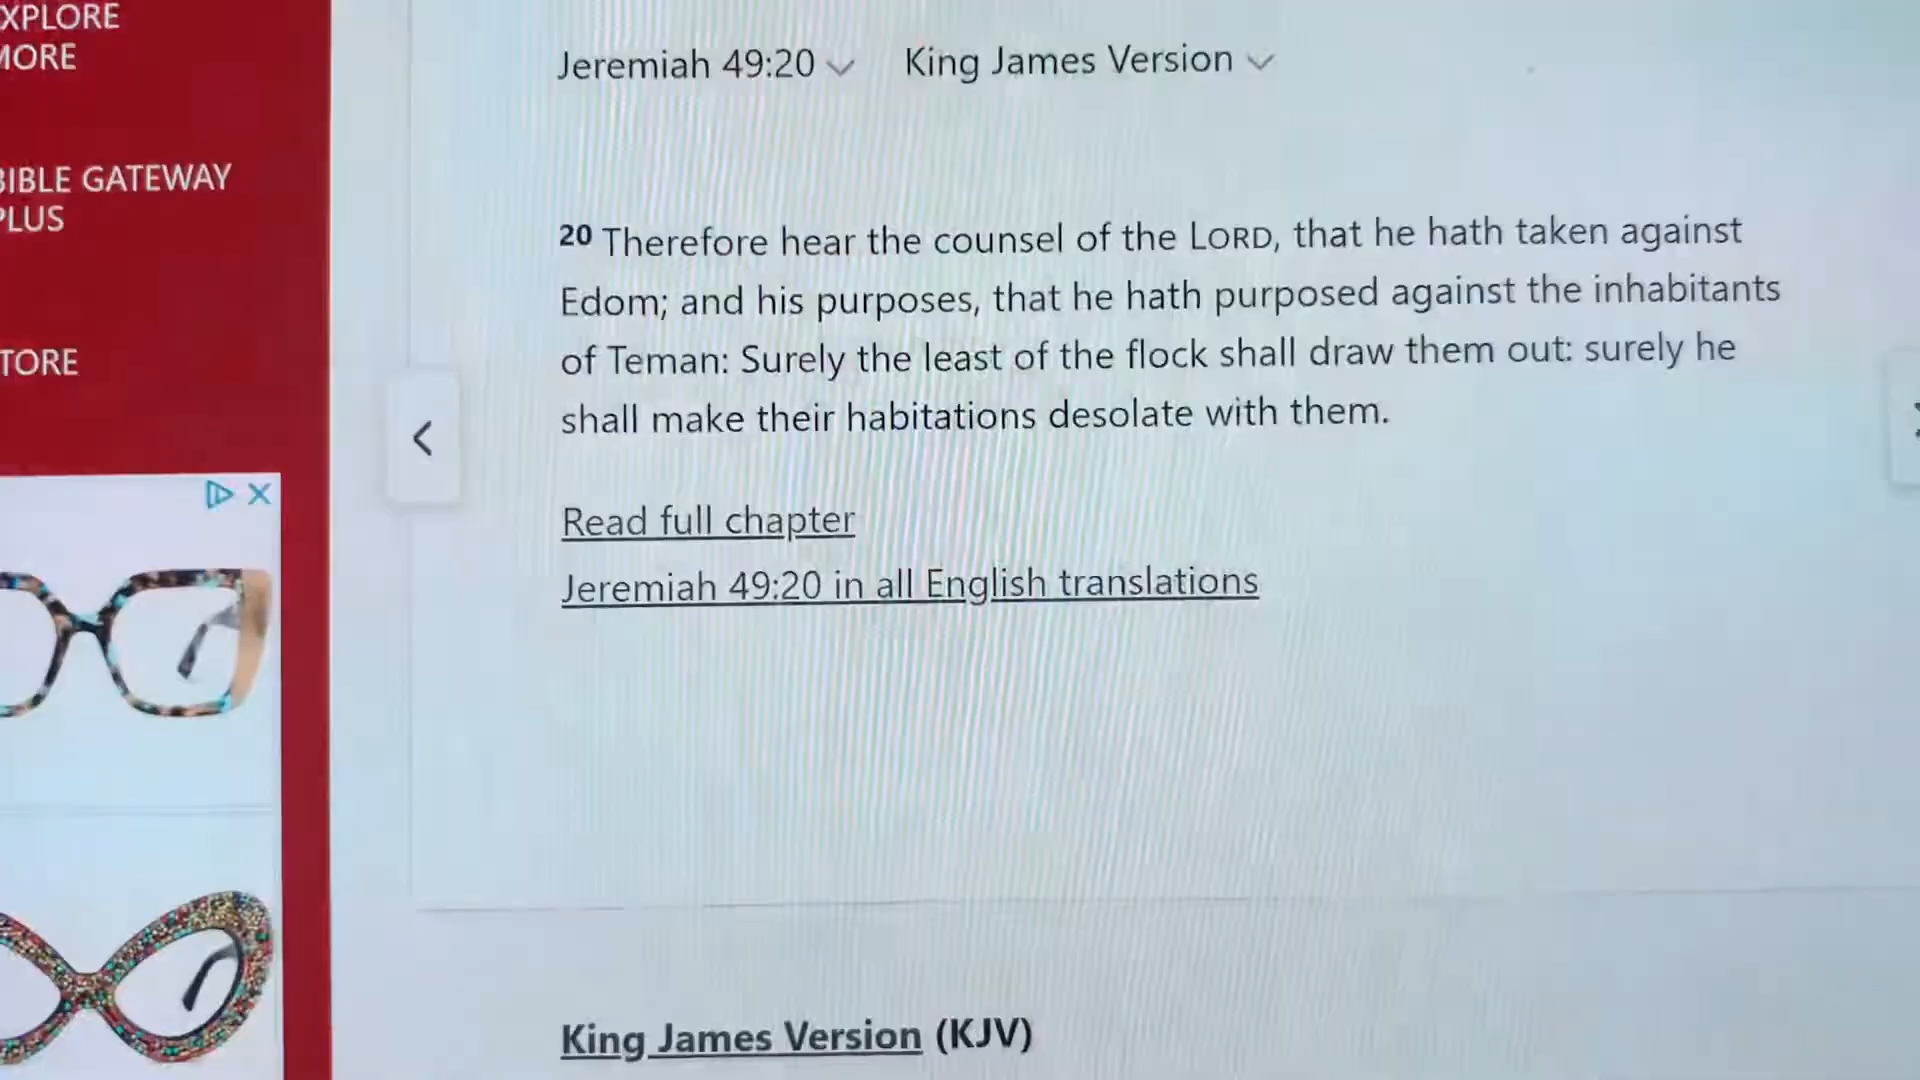 XPLORE
MORE
BIBLE GATEWAY
PLUS
TORE
Jeremiah 49:20
King James Version
20 Therefore hear the counsel of the LORD, that he hath taken against
Edom; and his purposes, that he hath purposed against the inhabitants
of Teman: Surely the least of the flock shall draw them out: surely he
shall make their habitations desolate with them.
Read full chapter
Jeremiah 49:20 in all English translations
King James Version (KJV)